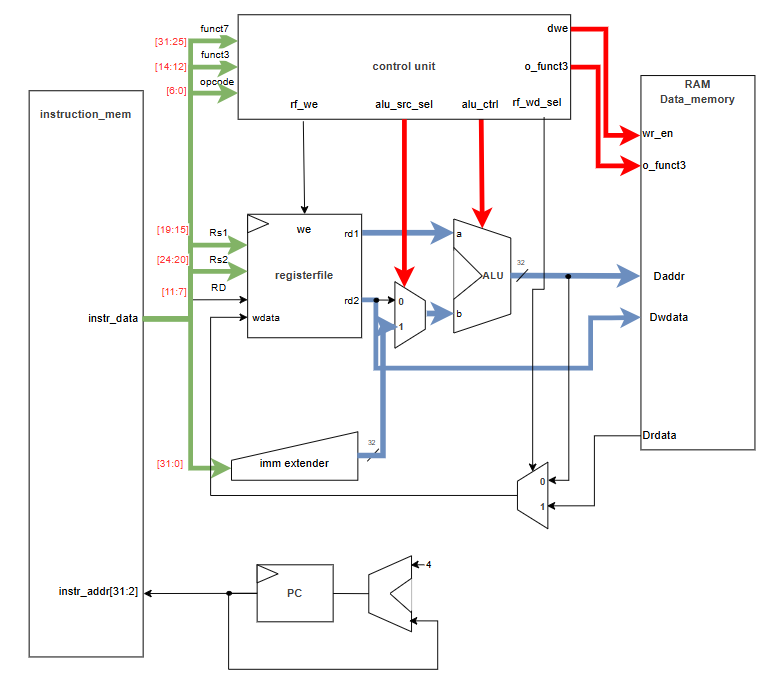 funct7
[31:25]
funct3
[14:12]
opcode
[6:0]
control unit
dwe
o_funct3
rf_we
alu_src_sel
alu_ctrl
rf_wd_sel
RAM
Data_memory
wr_en
o_funct3
instruction_mem
[19:15]
Rs1
we
rd1
a
[24:20]
Rs2
registerfile
32
ALU
Daddr
[11:7]
RD
rd2
0
instr_data
wdata
1
b
Dwdata
Drdata
32
[31:0]
imm extender
0
1
4
instr_addr[31:2]
PC